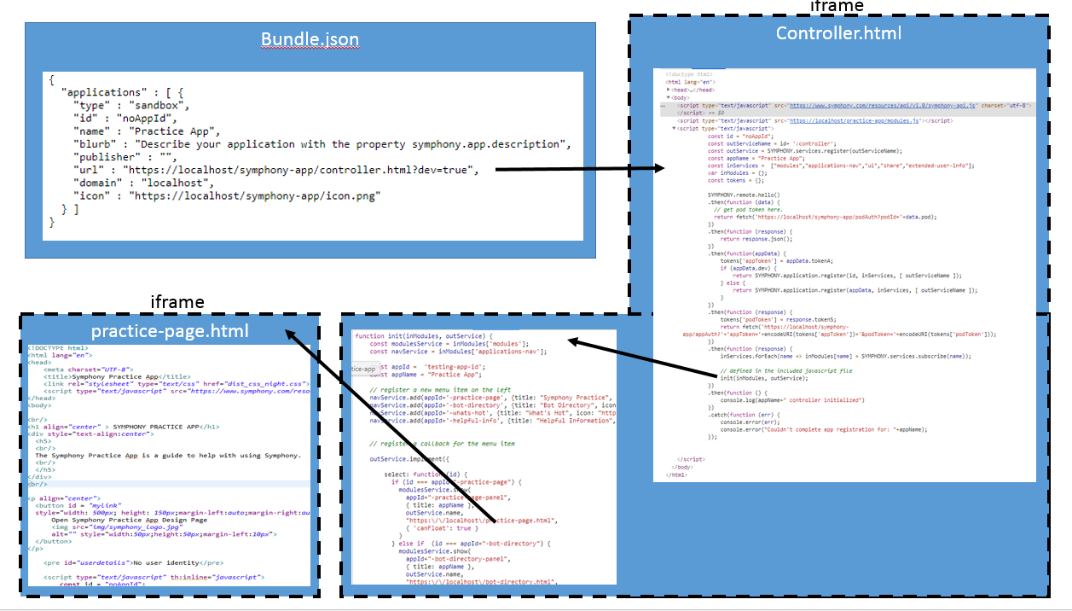 iframe
Bundle.json
{
"applications" : [ {
"type" : "sandbox",
"id" : "noAppId",
"name" : "Practice App",
"blurb" : "Describe your application with the property symphony.app.description",
"publisher" : "",
"url" : "https://localhost/symphony-app/controller.html?dev=true",
"domain" : "localhost",
"icon" : "https://localhost/symphony-app/icon.png"
} ]
}
Controller.html
<!doctype html>
<html lang="en">
<head>…</head>
<body>
<script type="text/javascript" src="https://www.symphony.com/resources/api/v1.0/symphony-api.js" charset="utf-8">
</script> == $0
<script type="text/javascript" src="https://localhost/practice-app/modules.js"></script>
<script type="text/javascript">
const id = "noAppId";
const outServiceName = id+ ':controller';
const outService = SYMPHONY.services.register(outServiceName);
const appName = "Practice App";
const inServices = ["modules","applications-nav","ui","share","extended-user-info"];
var inModules = {};
const tokens = {};
SYMPHONY.remote.hello()
.then(function (data) {
// get pod token here.
return fetch('https://localhost/symphony-app/podAuth?podId='+data.pod);
})
.then(function (response) {
return response.json();
})
.then(function(appData) {
tokens['appToken'] = appData.tokenA;
if (appData.dev) {
return SYMPHONY.application.register(id, inServices, [ outServiceName ]);
} else {
return SYMPHONY.application.register(appData, inServices, [ outServiceName ]);
}
})
.then(function (response) {
tokens['podToken'] = response.tokenS;
return fetch('https://localhost/symphony-
app/appAuth?'+'appToken='+encodeURI(tokens['appToken'])+'&podToken='+encodeURI(tokens['podToken']));
})
.then(function (response) {
inServices.forEach(name => inModules[name] = SYMPHONY.services.subscribe(name));
// defined in the included javascript file
init(inModules, outService);
})
.then(function () {
console.log(appName+" controller initialized")
})
.catch(function (err) {
console.error(err);
console.error("Couldn't complete app registration for: "+appName);
});
</script>
</body>
</html>
iframe
practice-page.html
<!DOCTYPE html>
<html lang="en">
<head>
<meta charset="UTF-8">
<title>Symphony Practice App</title>
<link rel="stylesheet" type="text/css" href="dist_css_night.css">
<script type="text/javascript" src="https://www.symphony.com/reso
</head>
<body>
<br/>
<h1 align="center" > SYMPHONY PRACTICE APP</h1>
<div style="text-align:center">
<h5>
<br/>
The Symphony Practice App is a guide to help with using Symphony.
<br/>
</h5>
</div>
<br/>
<p align="center">
<button id = "mylink"
style="width: 500px; height: 150px;margin-left:auto;margin-right:au
Open Symphony Practice App Design Page
<img src="img/symphony_logo.jpg"
alt="" style="width:50px;height:50px;margin-left:10px">
</button>
</p>
<pre id="userdetails">No user identity</pre>
<script type="text/javascript" th:inline="javascript">
const id = "noAppId";
function init(inModules, outService) {
const modulesService = inModules['modules'];
const navService = inModules['applications-nav'];
tice-app
const appId = 'testing-app-id';
const appName = "Practice App";
// register a new menu item on the left
navService.add(appId+'-practice-page', {title: "Symphony Practice",
navService.add(appId+'-bot-directory', {title: "Bot Directory", icon
navService.add(appId+'-whats-hot', {title: "What's Hot", icon: "http
navService.add(appId+'-helpful-info', {title: "Helpful Information",
// register a callback for the menu item
outService.implement({
select: function (id) {
if (id === appId+"-practice-page") {
modulesService.show(
appId+"-practice-page-panel",
{ title: appName },
outService.name,
"https:\/\/localhost\/practice-page.html",
{ 'canFloat': true }
)
} else if (id === appId+"-bot-directory") {
modulesService.show(
appId+"-bot-directory-panel",
{ title: appName },
outService.name,
"https:\/\/localhost\/bot-directory.html",